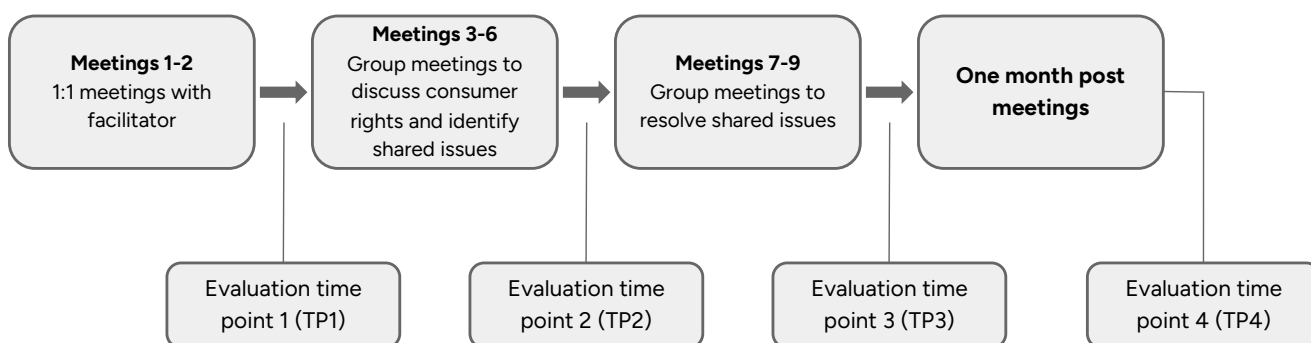 Meetings 1-2
1:1 meetings with
facilitator
Meetings 3-6
Group meetings to
discuss consumer
rights and identify
shared issues
Meetings 7-9
Group meetings to
resolve shared issues
One month post
meetings
Evaluation time
point 1 (TP1)
Evaluation time
point 2 (TP2)
Evaluation time
point 3 (TP3)
Evaluation time
point 4 (TP4)